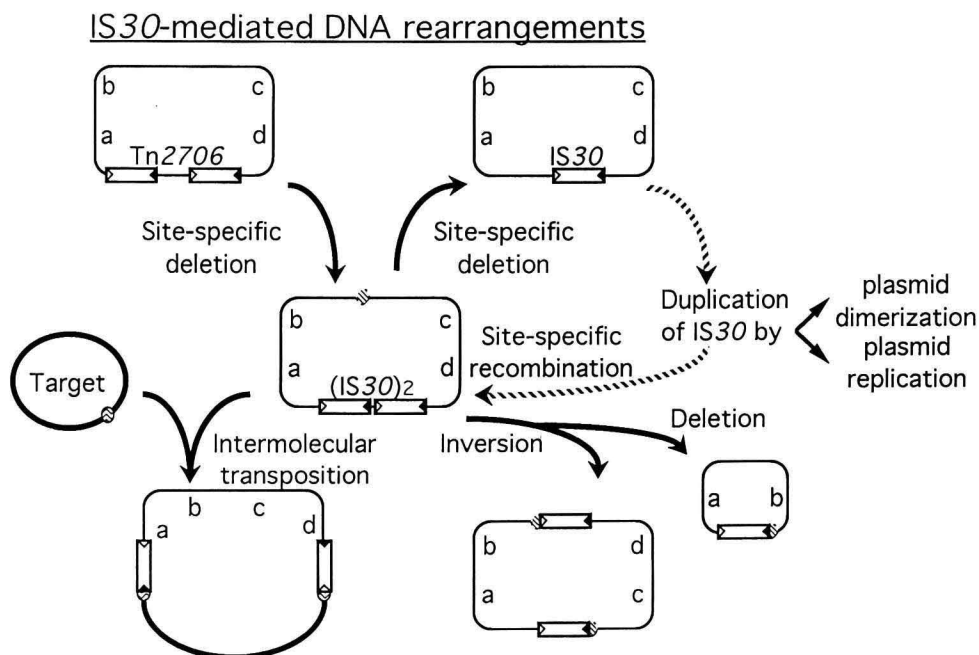 IS30-mediated DNA rearrangements
b c
a d
Tn2706
b c
a d
IS30
Site-specific
deletion
Site-specific
deletion
Duplication
of IS30 by
plasmid
dimerization
plasmid
replication
b c
a d
(IS30)2
Site-specific
recombination
Target
Intermolecular
transposition
Inversion
Deletion
a b c d
b d
a c
a b